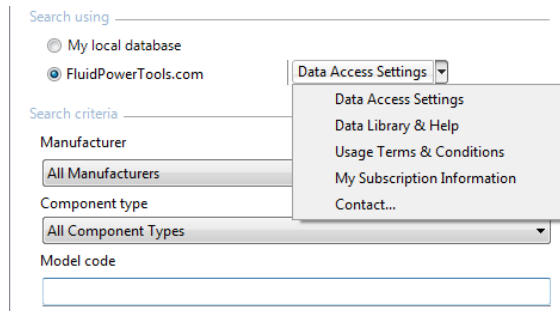 Search using
My local database
FluidPowerTools.com
Data Access Settings
Data Access Settings
Data Library & Help
Usage Terms & Conditions
My Subscription Information
Contact...
Search criteria
Manufacturer
All Manufacturers
Component type
All Component Types
Model code